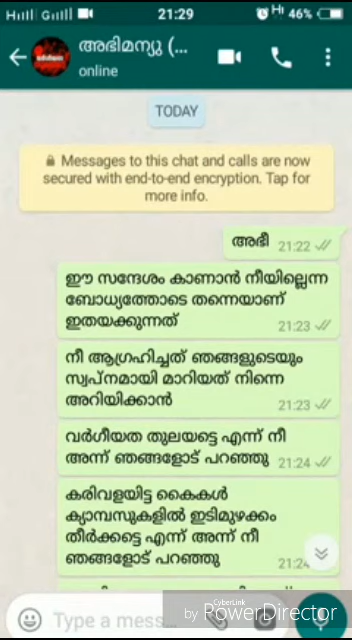 21:29
46%
അഭിമന്യു (...
online
TODAY
Messages to this chat and calls are now
secured with end-to-end encryption. Tap for
more info.
അഭീ 21:22
ഈ സന്ദേശം കാണാൻ നീയില്ലെന്ന
ബോധ്യത്തോടെ തന്നെയാണ്
ഇതയക്കുന്നത് 21:23
നീ ആഗ്രഹിച്ചത് ഞങ്ങളുടെയും
സ്വപ്നമായി മാറിയത് നിന്നെ
അറിയിക്കാൻ 21:23
വർഗീയത തുലയട്ടെ എന്ന് നീ
അന്ന് ഞങ്ങളോട് പറഞ്ഞു 21:24
കരിവളയിട്ട കൈകൾ
ക്യാമ്പസുകളിൽ ഇടിമുഴക്കം
തീർക്കട്ടെ എന്ന് അന്ന് നീ
ഞങ്ങളോട് പറഞ്ഞു 21:24
Type a mess...
CyberLink
by PowerDirector